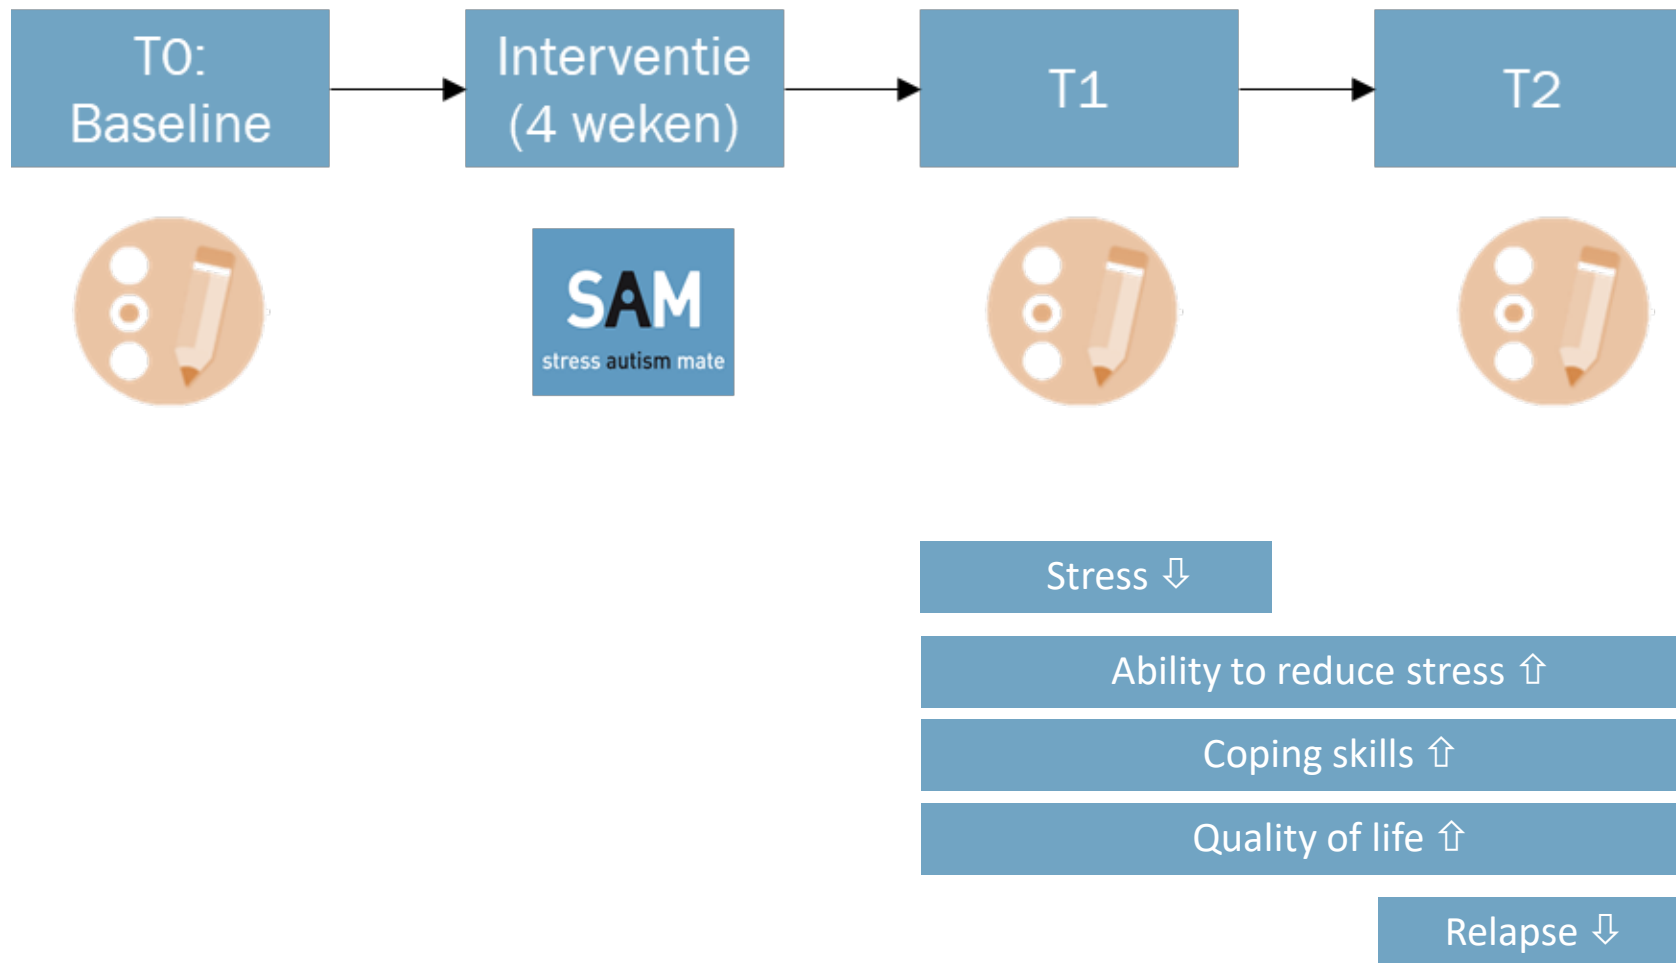 T0:
Baseline
Interventie
(4 weken)
T1
T2
SAM
stress autism mate
Stress ⇩
Ability to reduce stress ⇧
Coping skills ⇧
Quality of life ⇧
Relapse ⇩